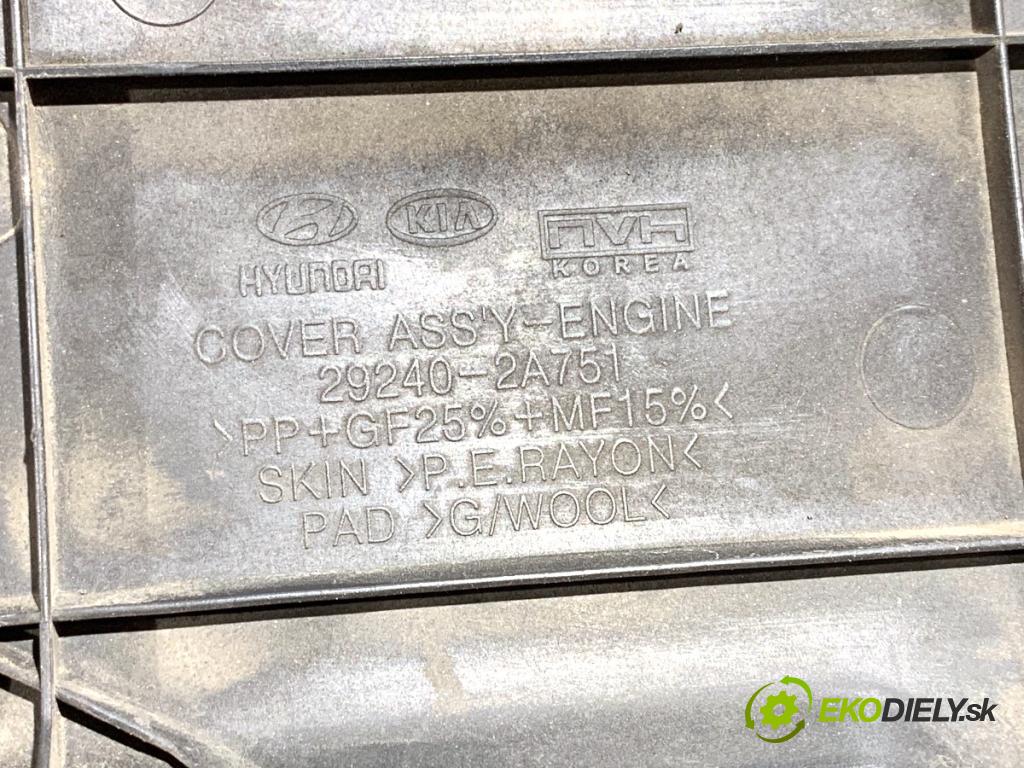 KIA
NVH
KOREA
HYUNDAI
COVER ASS'Y-ENGINE
29240-2A751
>PP+GF25%+MF15%<
SKIN >P.E.RAYON<
PAD >G/WOOL<
EKODIELY.sk